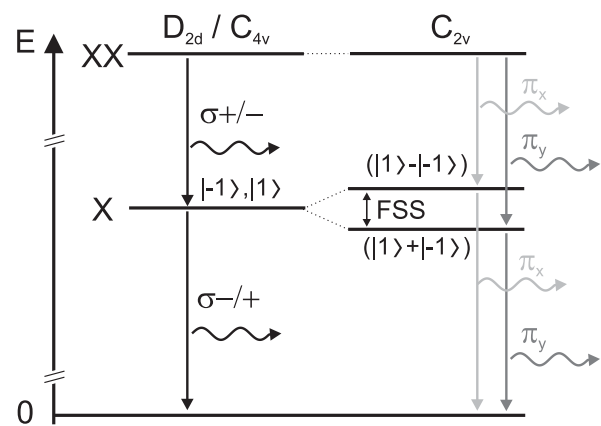 E
D2d / C4v
C2v
XX
πx
σ+/−
πy
(|1⟩-|-1⟩)
|-1⟩,|1⟩
X
FSS
(|1⟩+|-1⟩)
πx
σ−/+
πy
0